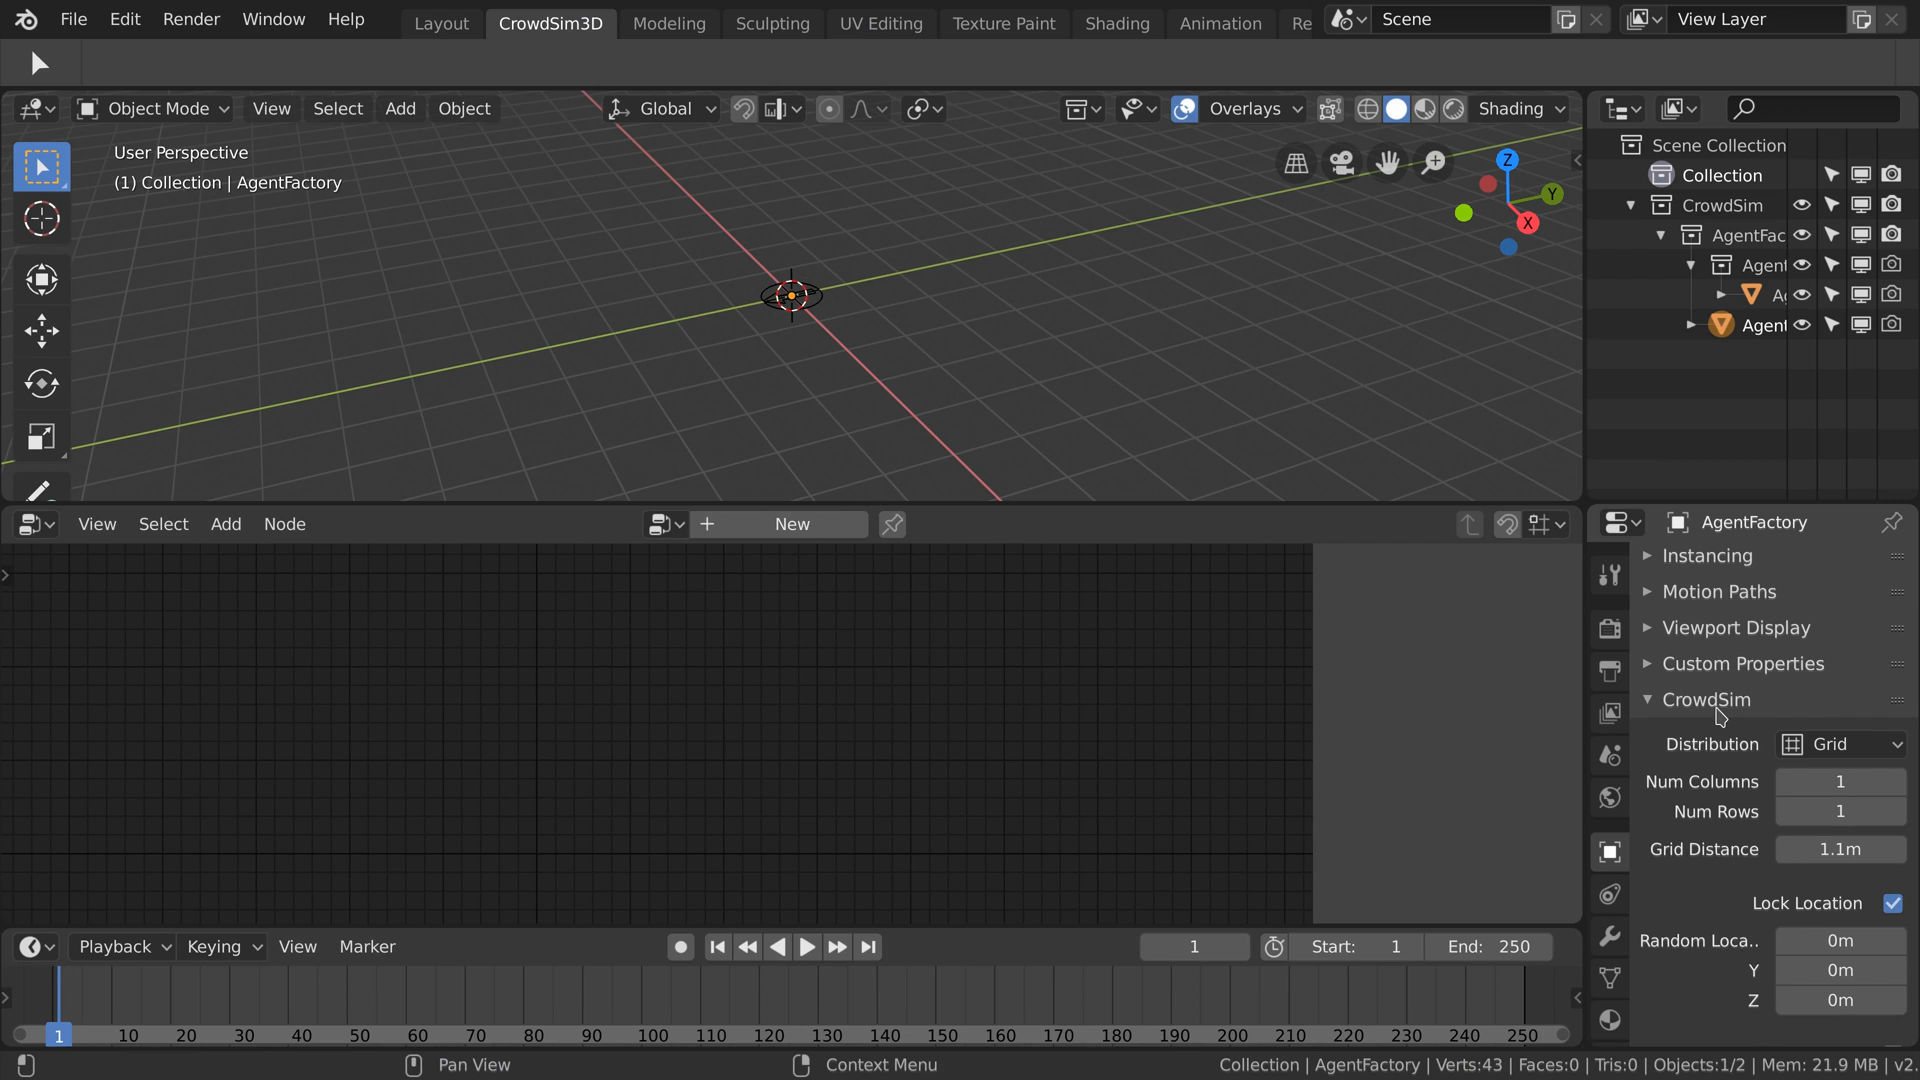 File Edit Render Window Help Layout CrowdSim3D Modeling Sculpting UV Editing Texture Paint Shading Animation Re Scene View Layer
Object Mode View Select Add Object Global Overlays Shading
User Perspective
(1) Collection | AgentFactory
Z
Y
X
Scene Collection
Collection
CrowdSim
AgentFac
Agent
Ag
Agent
View Select Add Node + New
AgentFactory
Instancing
Motion Paths
Viewport Display
Custom Properties
CrowdSim
Distribution Grid
Num Columns 1
Num Rows 1
Grid Distance 1.1m
Lock Location
Random Loca.. 0m
Y 0m
Z 0m
Playback Keying View Marker 1 Start: 1 End: 250
1 10 20 30 40 50 60 70 80 90 100 110 120 130 140 150 160 170 180 190 200 210 220 230 240 250
Pan View Context Menu Collection | AgentFactory | Verts:43 | Faces:0 | Tris:0 | Objects:1/2 | Mem: 21.9 MB | v2.